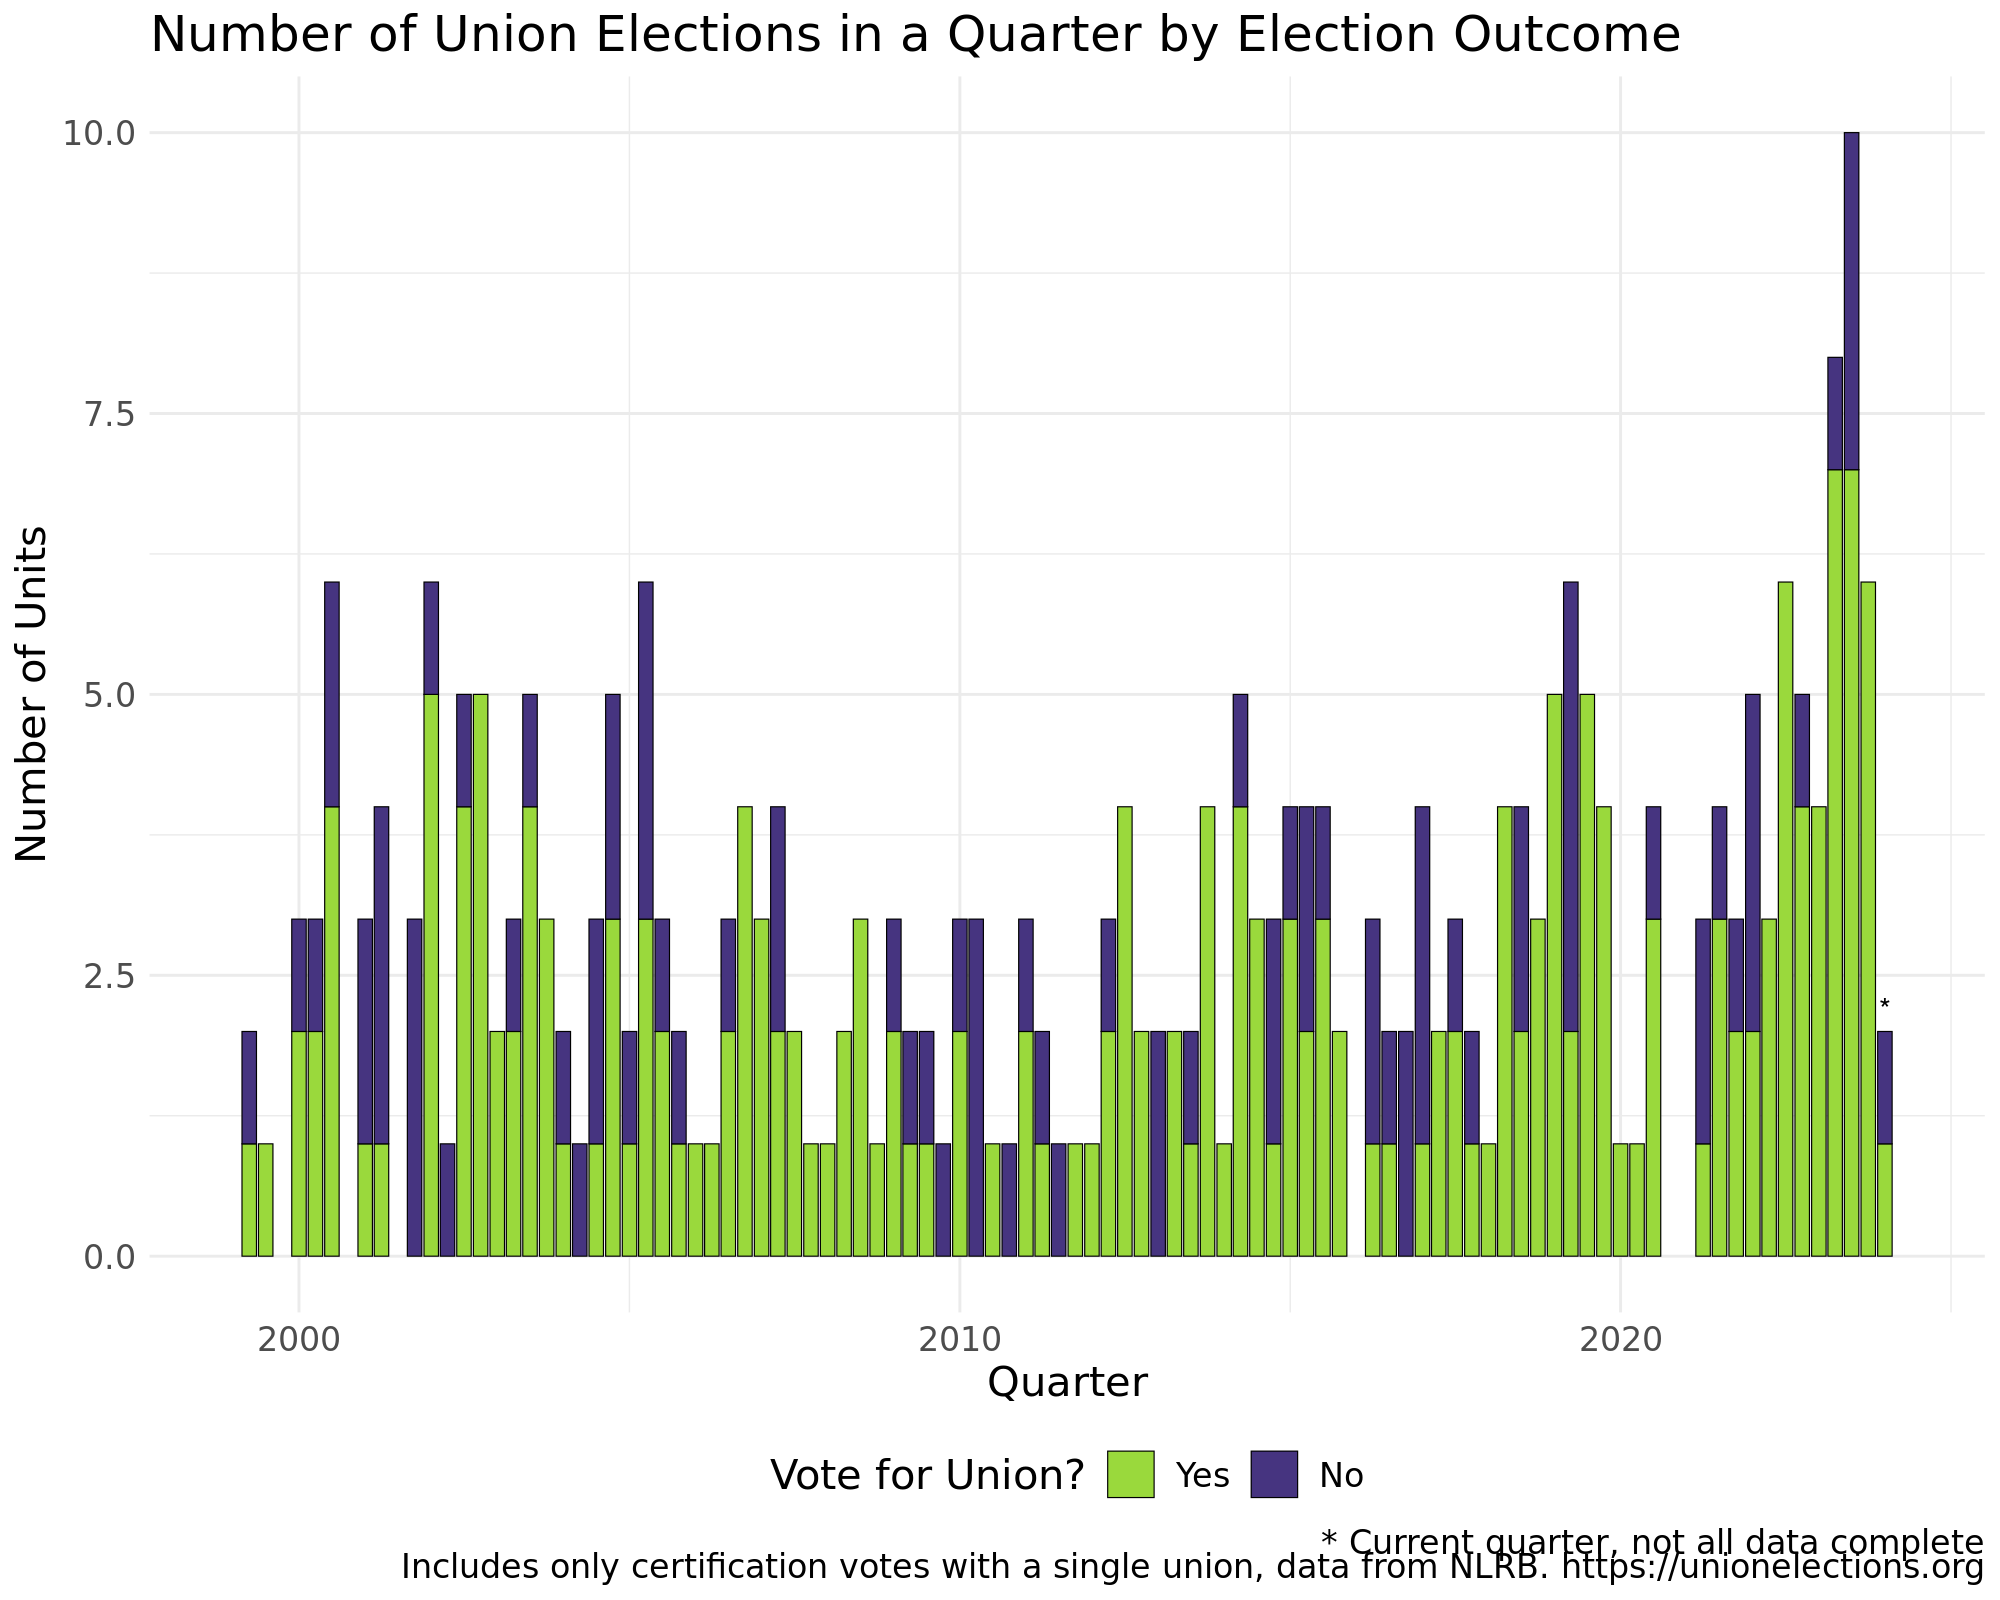 Number of Union Elections in a Quarter by Election Outcome
10.0
7.5
5.0
2.5
0.0
Number of Units
*
2000 2010 2020
Quarter
Vote for Union? Yes No
* Current quarter, not all data complete
Includes only certification votes with a single union, data from NLRB. https://unionelections.org